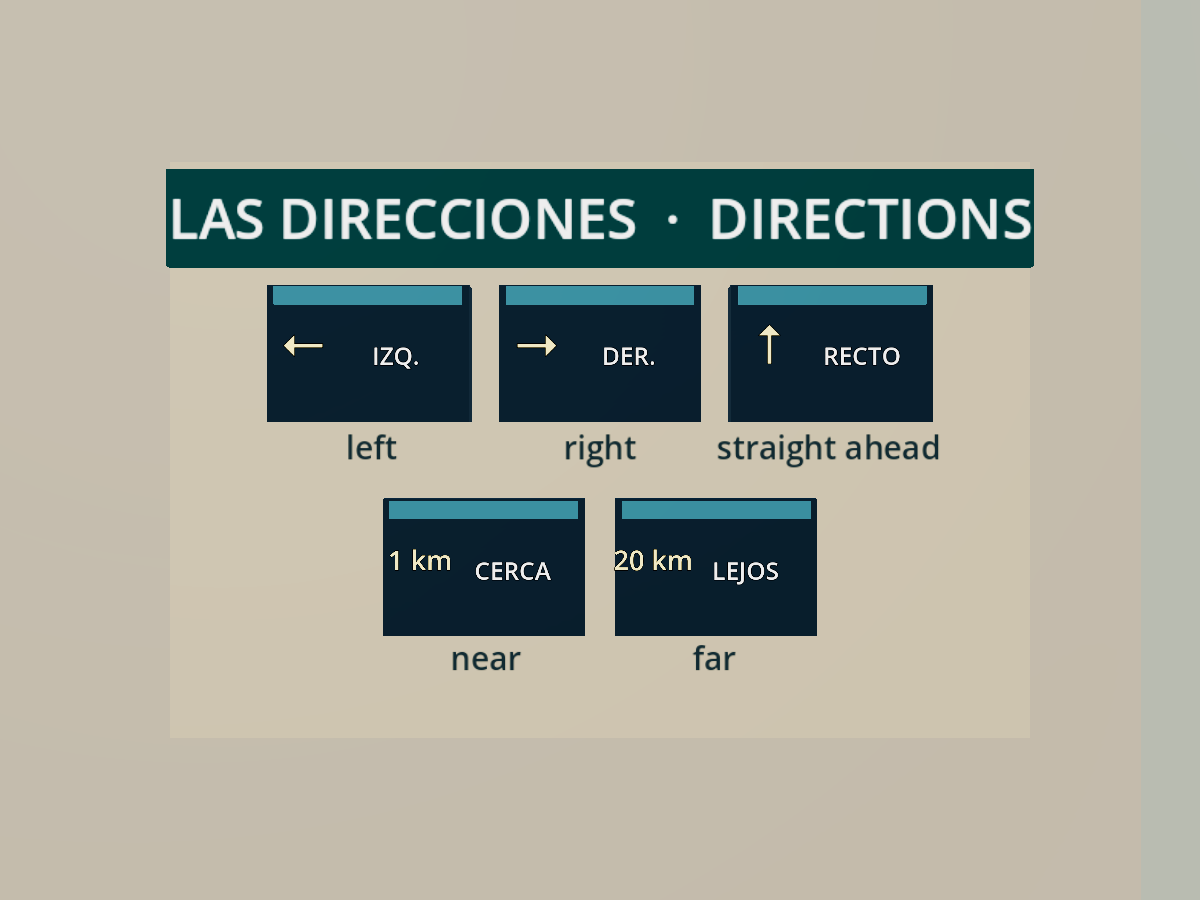 LAS DIRECCIONES · DIRECTIONS
← IZQ.
left
→ DER.
right
↑ RECTO
straight ahead
1 km CERCA
near
20 km LEJOS
far